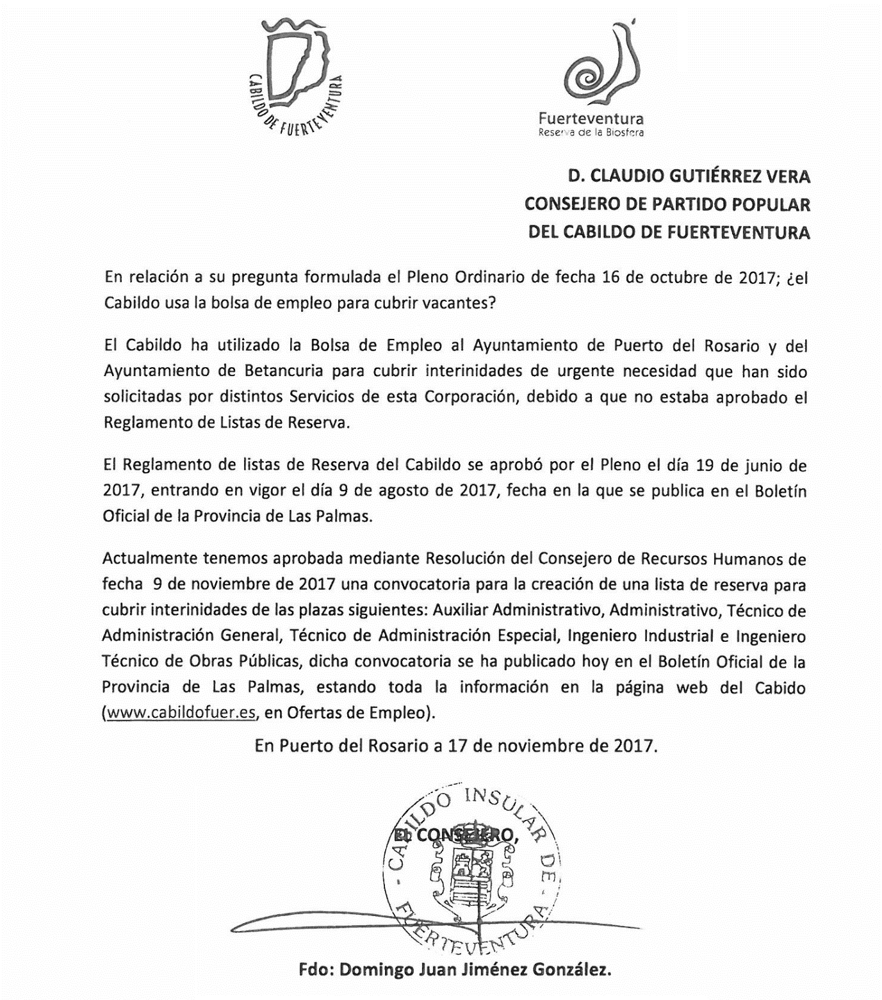 CABILDO DE FUERTEVENTURA
Fuerteventura
Reserva de la Biosfera
D. CLAUDIO GUTIÉRREZ VERA
CONSEJERO DE PARTIDO POPULAR
DEL CABILDO DE FUERTEVENTURA
En relación a su pregunta formulada el Pleno Ordinario de fecha 16 de octubre de 2017; ¿el
Cabildo usa la bolsa de empleo para cubrir vacantes?
El Cabildo ha utilizado la Bolsa de Empleo al Ayuntamiento de Puerto del Rosario y del
Ayuntamiento de Betancuria para cubrir interinidades de urgente necesidad que han sido
solicitadas por distintos Servicios de esta Corporación, debido a que no estaba aprobado el
Reglamento de Listas de Reserva.
El Reglamento de listas de Reserva del Cabildo se aprobó por el Pleno el día 19 de junio de
2017, entrando en vigor el día 9 de agosto de 2017, fecha en la que se publica en el Boletín
Oficial de la Provincia de Las Palmas.
Actualmente tenemos aprobada mediante Resolución del Consejero de Recursos Humanos de
fecha 9 de noviembre de 2017 una convocatoria para la creación de una lista de reserva para
cubrir interinidades de las plazas siguientes: Auxiliar Administrativo, Administrativo, Técnico de
Administración General, Técnico de Administración Especial, Ingeniero Industrial e Ingeniero
Técnico de Obras Públicas, dicha convocatoria se ha publicado hoy en el Boletín Oficial de la
Provincia de Las Palmas, estando toda la información en la página web del Cabido
(www.cabildofuer.es, en Ofertas de Empleo).
En Puerto del Rosario a 17 de noviembre de 2017.
- CABILDO INSULAR DE - FUERTEVENTURA
EL CONSEJERO,
Fdo: Domingo Juan Jiménez González.